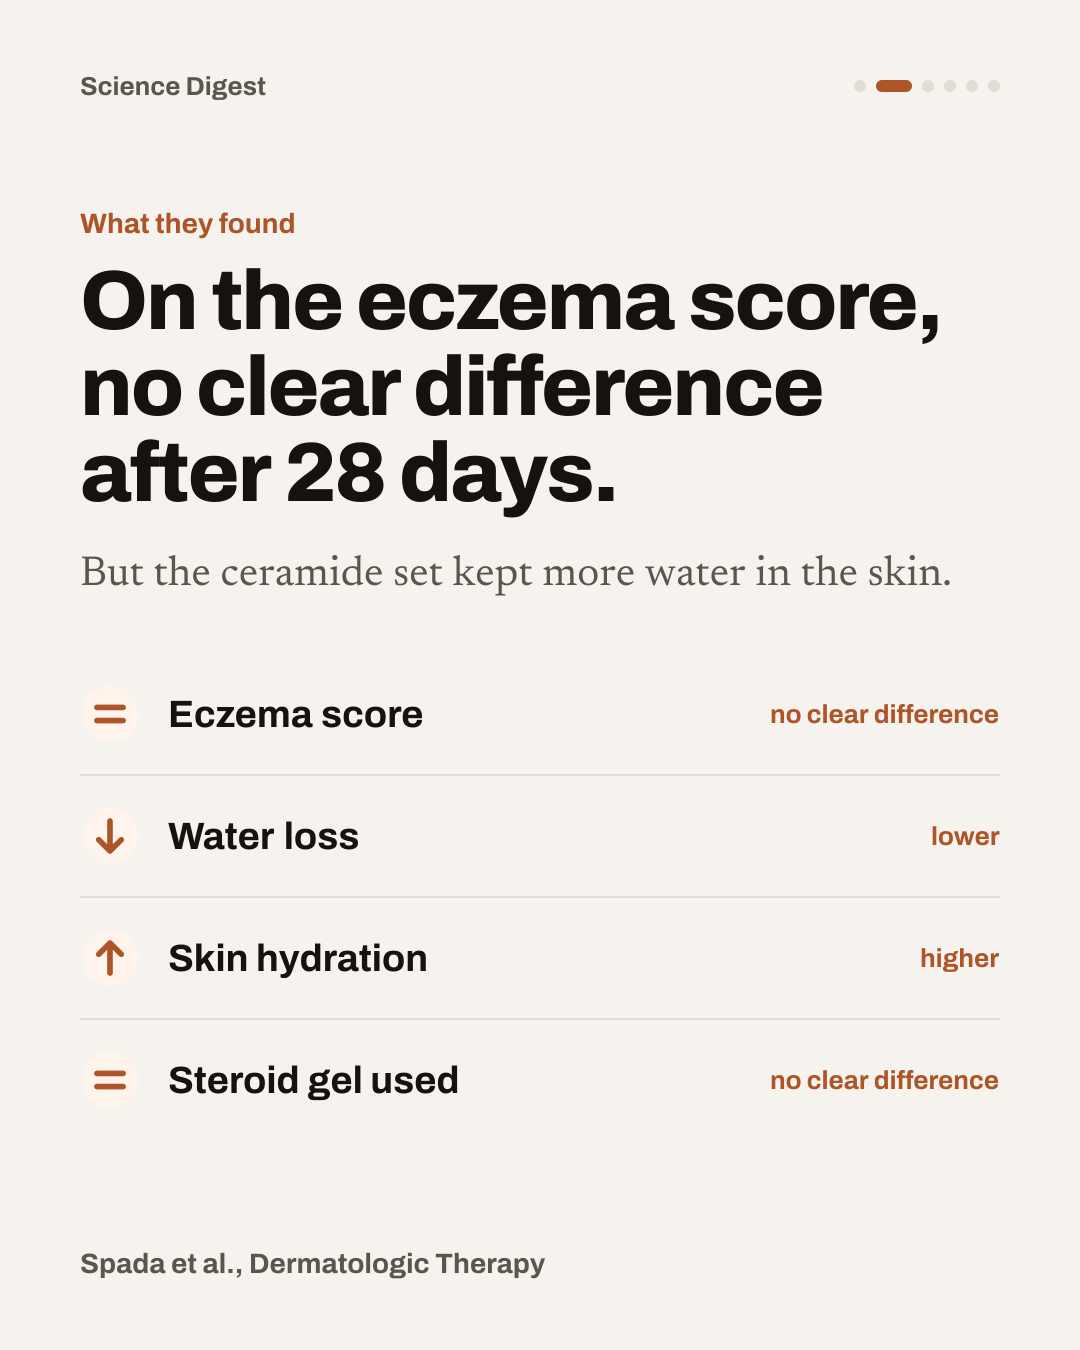 Science Digest
What they found
On the eczema score,
no clear difference
after 28 days.
But the ceramide set kept more water in the skin.
Eczema score no clear difference
Water loss lower
Skin hydration higher
Steroid gel used no clear difference
Spada et al., Dermatologic Therapy